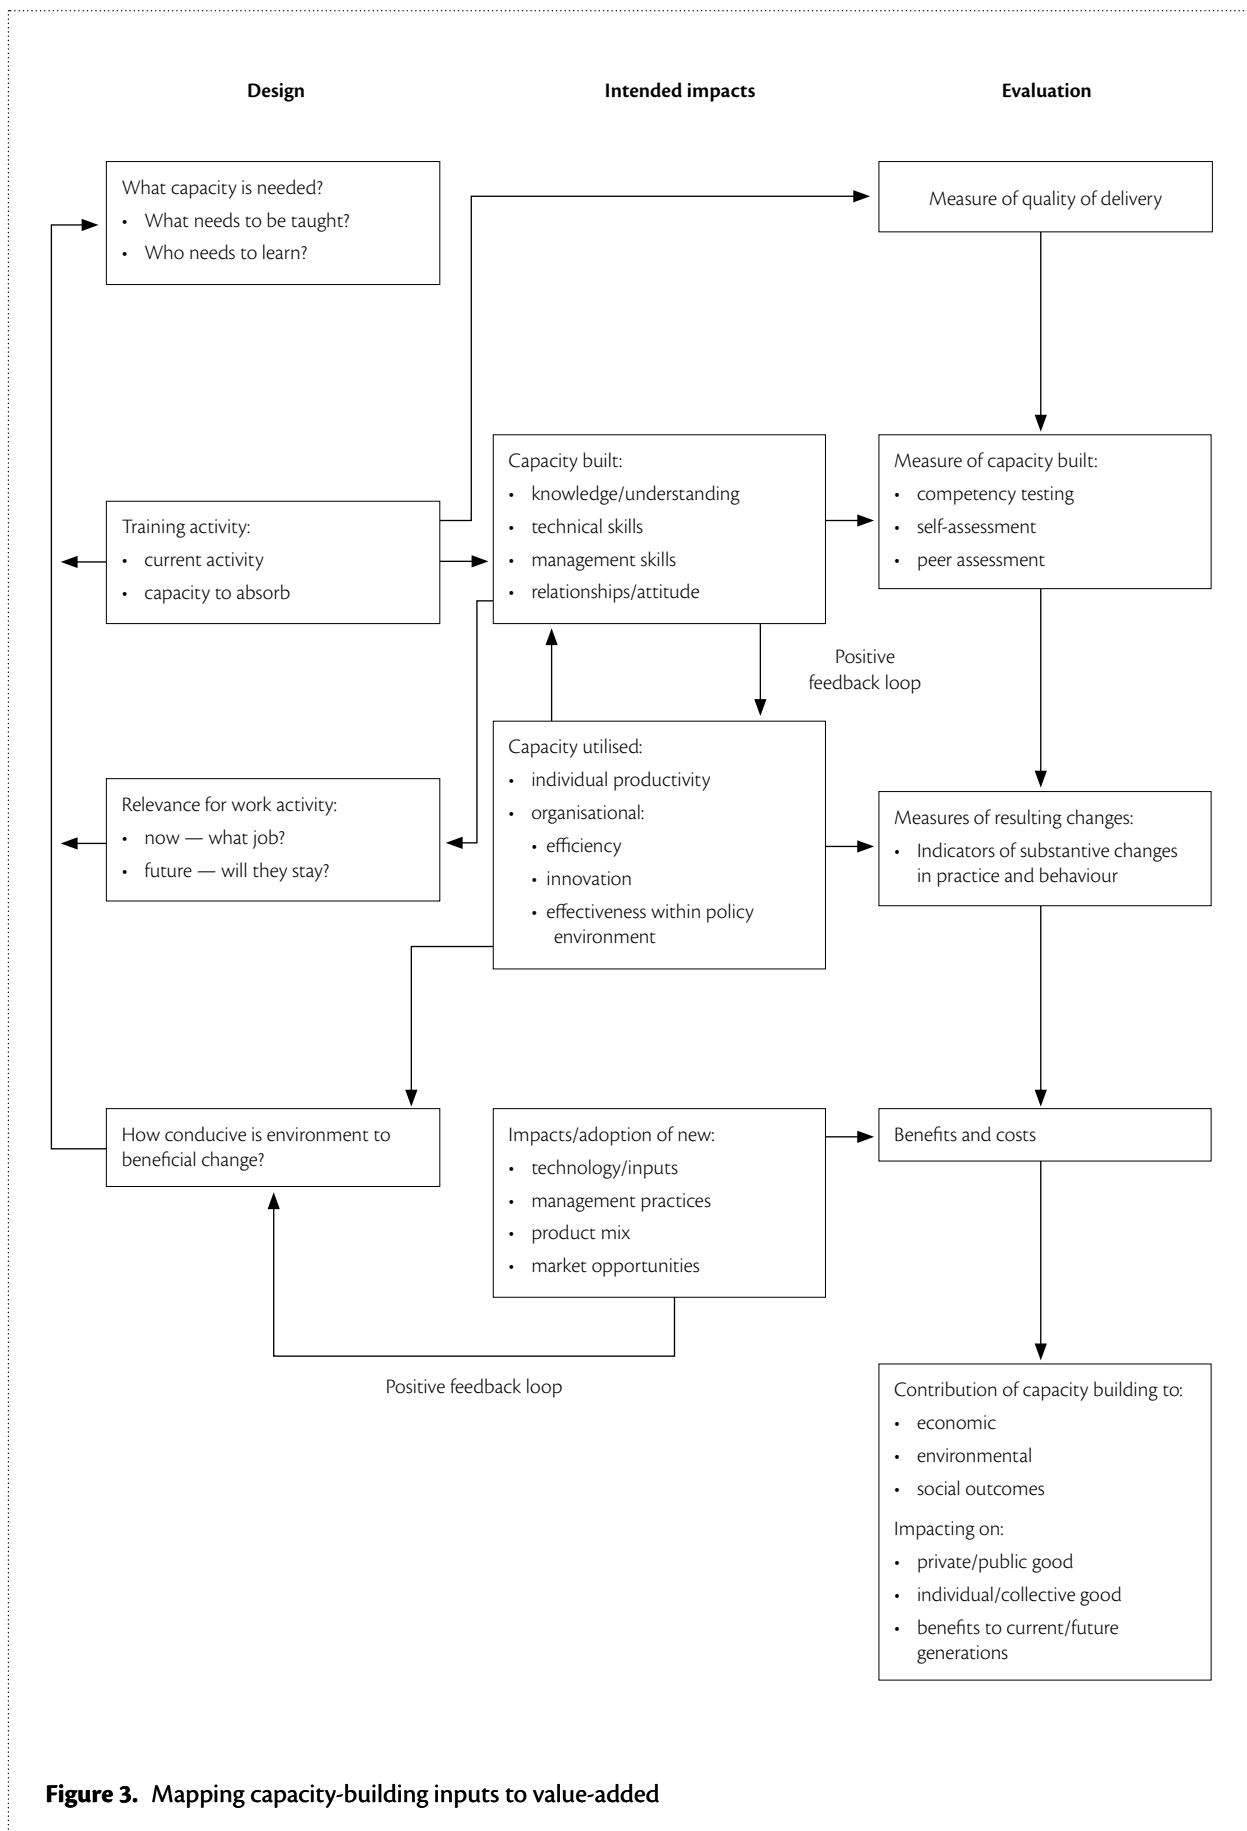 Design
Intended impacts
Evaluation
What capacity is needed?
• What needs to be taught?
• Who needs to learn?
Measure of quality of delivery
Training activity:
• current activity
• capacity to absorb
Capacity built:
• knowledge/understanding
• technical skills
• management skills
• relationships/attitude
Measure of capacity built:
• competency testing
• self-assessment
• peer assessment
Positive
feedback loop
Relevance for work activity:
• now — what job?
• future — will they stay?
Capacity utilised:
• individual productivity
• organisational:
• efficiency
• innovation
• effectiveness within policy
environment
Measures of resulting changes:
• Indicators of substantive changes
in practice and behaviour
How conducive is environment to
beneficial change?
Impacts/adoption of new:
• technology/inputs
• management practices
• product mix
• market opportunities
Benefits and costs
Positive feedback loop
Contribution of capacity building to:
• economic
• environmental
• social outcomes
Impacting on:
• private/public good
• individual/collective good
• benefits to current/future
generations
Figure 3. Mapping capacity-building inputs to value-added